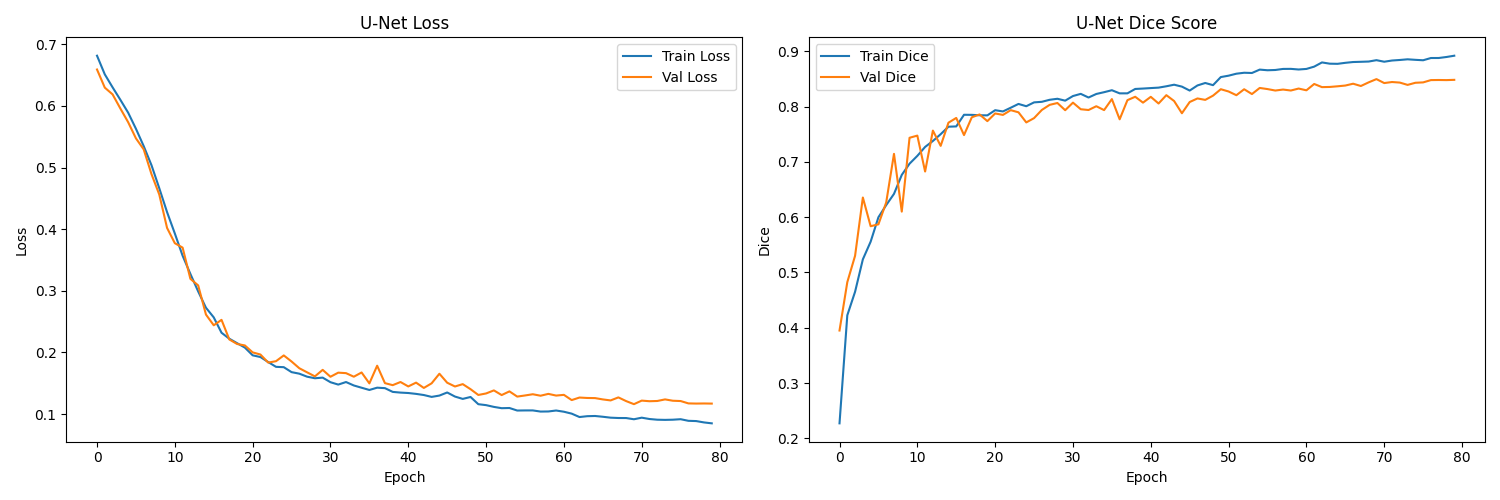 U-Net Loss
0.7
0.6
0.5
0.4
0.3
0.2
0.1
Loss
Train Loss
Val Loss
0 10 20 30 40 50 60 70 80
Epoch
U-Net Dice Score
0.9
0.8
0.7
0.6
0.5
0.4
0.3
0.2
Dice
Train Dice
Val Dice
0 10 20 30 40 50 60 70 80
Epoch